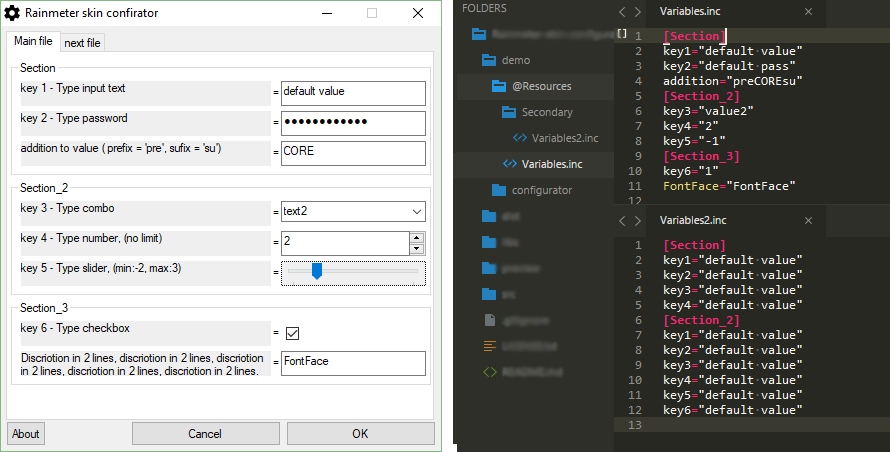 Rainmeter skin confirator
Main file
next file
Section
key 1 - Type input text
=
default value
key 2 - Type password
=
●●●●●●●●●●●●
addition to value ( prefix = 'pre', sufix = 'su')
=
CORE
Section_2
key 3 - Type combo
=
text2
key 4 - Type number, (no limit)
=
2
key 5 - Type slider, (min:-2, max:3)
=
Section_3
key 6 - Type checkbox
=
Discriotion in 2 lines, discriotion in 2 lines, discriotion
in 2 lines, discriotion in 2 lines, discriotion in 2 lines.
=
FontFace
About
Cancel
OK
FOLDERS
demo
@Resources
Secondary
Variables2.inc
Variables.inc
configurator
Variables.inc
1 [Section]
2 key1="default value"
3 key2="default pass"
4 addition="preCOREsu"
5 [Section_2]
6 key3="value2"
7 key4="2"
8 key5="-1"
9 [Section_3]
10 key6="1"
11 FontFace="FontFace"
12
Variables2.inc
1 [Section]
2 key1="default value"
3 key2="default value"
4 key3="default value"
5 key4="default value"
6 [Section_2]
7 key1="default value"
8 key2="default value"
9 key3="default value"
10 key4="default value"
11 key5="default value"
12 key6="default value"
13